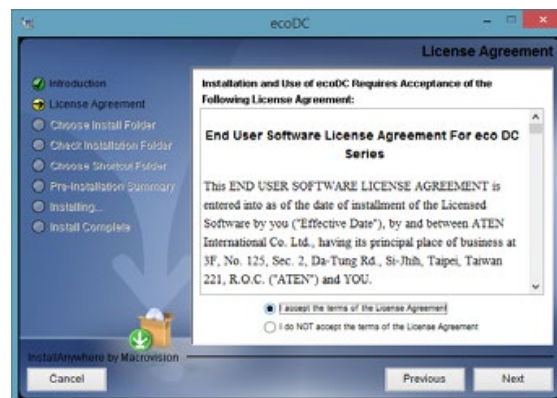 ecoDC
License Agreement
Introduction
License Agreement
Choose Install Folder
Check Installation Folder
Choose Shortcut Folder
Pre-Installation Summary
Installing...
Install Complete
Installation and Use of ecoDC Requires Acceptance of the
Following License Agreement:
End User Software License Agreement For eco DC
Series
This END USER SOFTWARE LICENSE AGREEMENT is
entered into as of the date of installment of the Licensed
Software by you ("Effective Date"), by and between ATEN
International Co. Ltd., having its principal place of business at
3F, No. 125, Sec. 2, Da-Tung Rd., Si-Jhih, Taipei, Taiwan
221, R.O.C. ("ATEN") and YOU.
I accept the terms of the License Agreement
I do NOT accept the terms of the License Agreement
InstallAnywhere by Macrovision
Cancel
Previous
Next